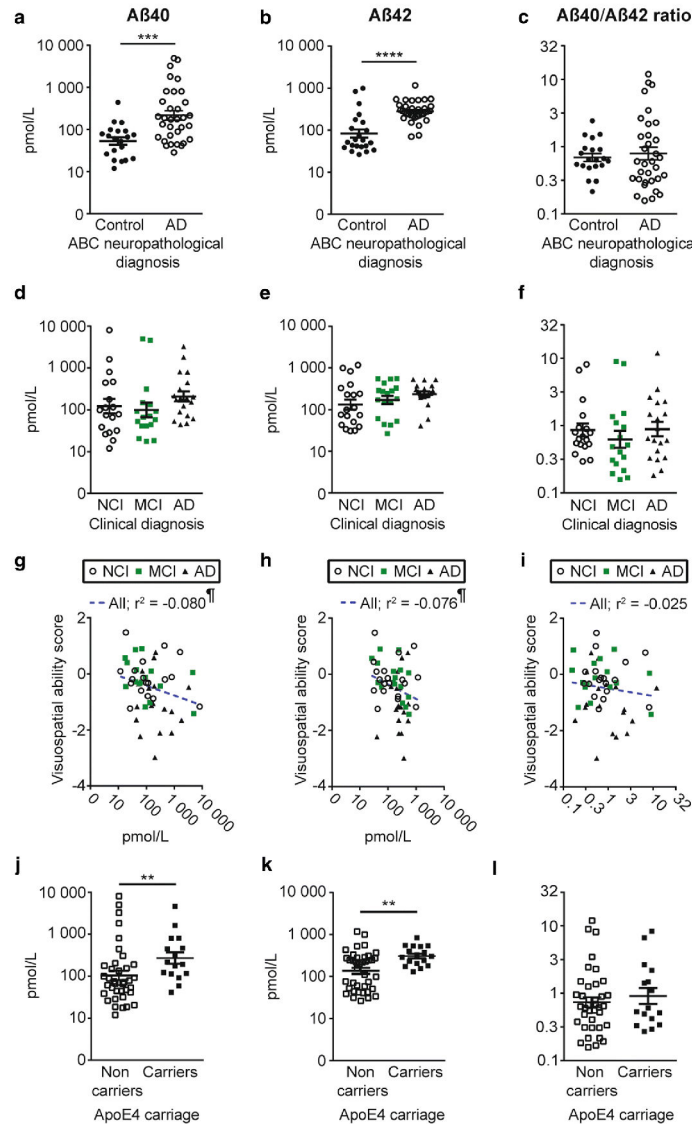 a Aß40 b Aß42 c Aß40/Aß42 ratio
*** ****
10 000 10 000 32
1 000 1 000 10
100 100 1
10 10 0.3
0 0 0.1
pmol/L pmol/L
Control AD Control AD Control AD
ABC neuropathological ABC neuropathological ABC neuropathological
diagnosis diagnosis diagnosis
d e f
10 000 10 000 32
1 000 1 000 10
100 100 1
10 10 0.3
0 0 0.1
pmol/L pmol/L
NCI MCI AD NCI MCI AD NCI MCI AD
Clinical diagnosis Clinical diagnosis Clinical diagnosis
g h i
NCI MCI AD NCI MCI AD NCI MCI AD
All; r² = -0.080¶ All; r² = -0.076¶ All; r² = -0.025
2 2 2
0 0 0
-2 -2 -2
-4 -4 -4
Visuospatial ability score Visuospatial ability score Visuospatial ability score
0 10 100 1 000 10 000 0 10 100 1 000 10 000 0.1 0.3 1 3 10 32
pmol/L pmol/L
j k l
** **
10 000 10 000 32
1 000 1 000 10
100 100 1
10 10 0.3
0 0 0.1
pmol/L pmol/L
Non Carriers Non Carriers Non Carriers
carriers carriers carriers
ApoE4 carriage ApoE4 carriage ApoE4 carriage